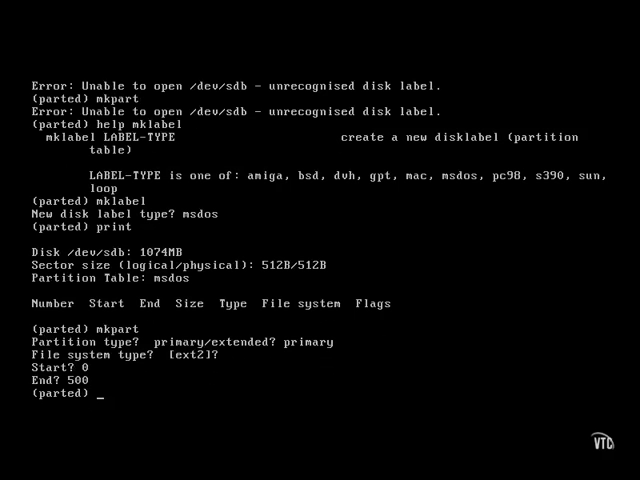 Error: Unable to open /dev/sdb - unrecognised disk label.
(parted) mkpart
Error: Unable to open /dev/sdb - unrecognised disk label.
(parted) help mklabel
mklabel LABEL-TYPE create a new disklabel (partition
table)
LABEL-TYPE is one of: amiga, bsd, dvh, gpt, mac, msdos, pc98, s390, sun,
loop
(parted) mklabel
New disk label type? msdos
(parted) print
Disk /dev/sdb: 1074MB
Sector size (logical/physical): 512B/512B
Partition Table: msdos
Number Start End Size Type File system Flags
(parted) mkpart
Partition type? primary/extended? primary
File system type? [ext2]?
Start? 0
End? 500
(parted) _
VTC